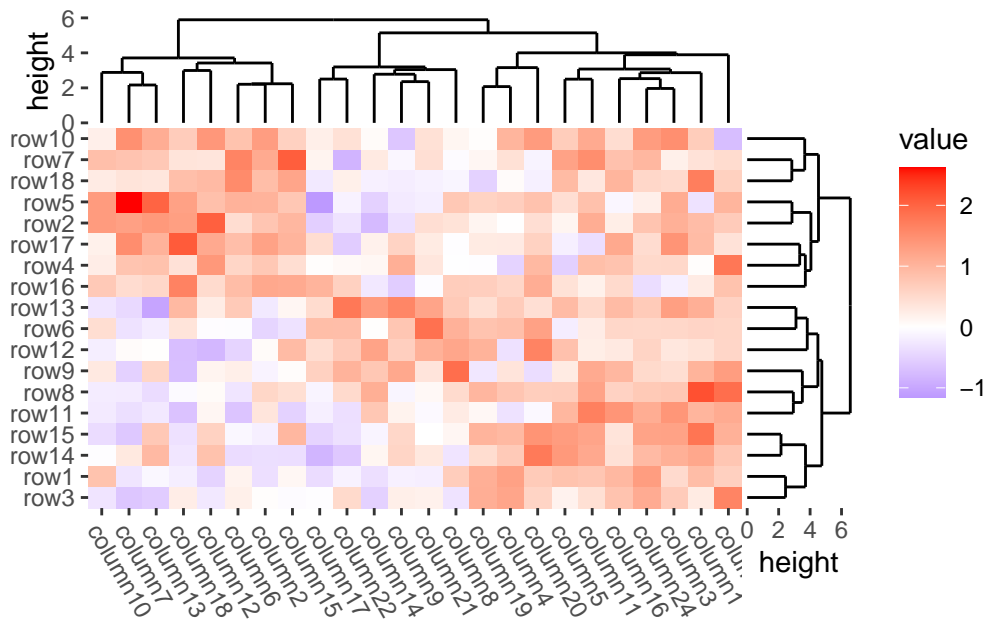 6
4
2
0
height
row10
row7
row18
row5
row2
row17
row4
row16
row13
row6
row12
row9
row8
row11
row15
row14
row1
row3
column10
column7
column13
column18
column12
column6
column2
column15
column17
column22
column14
column9
column21
column8
column19
column4
column20
column5
column11
column16
column24
column3
column1
0 2 4 6
height
value
2
1
0
−1